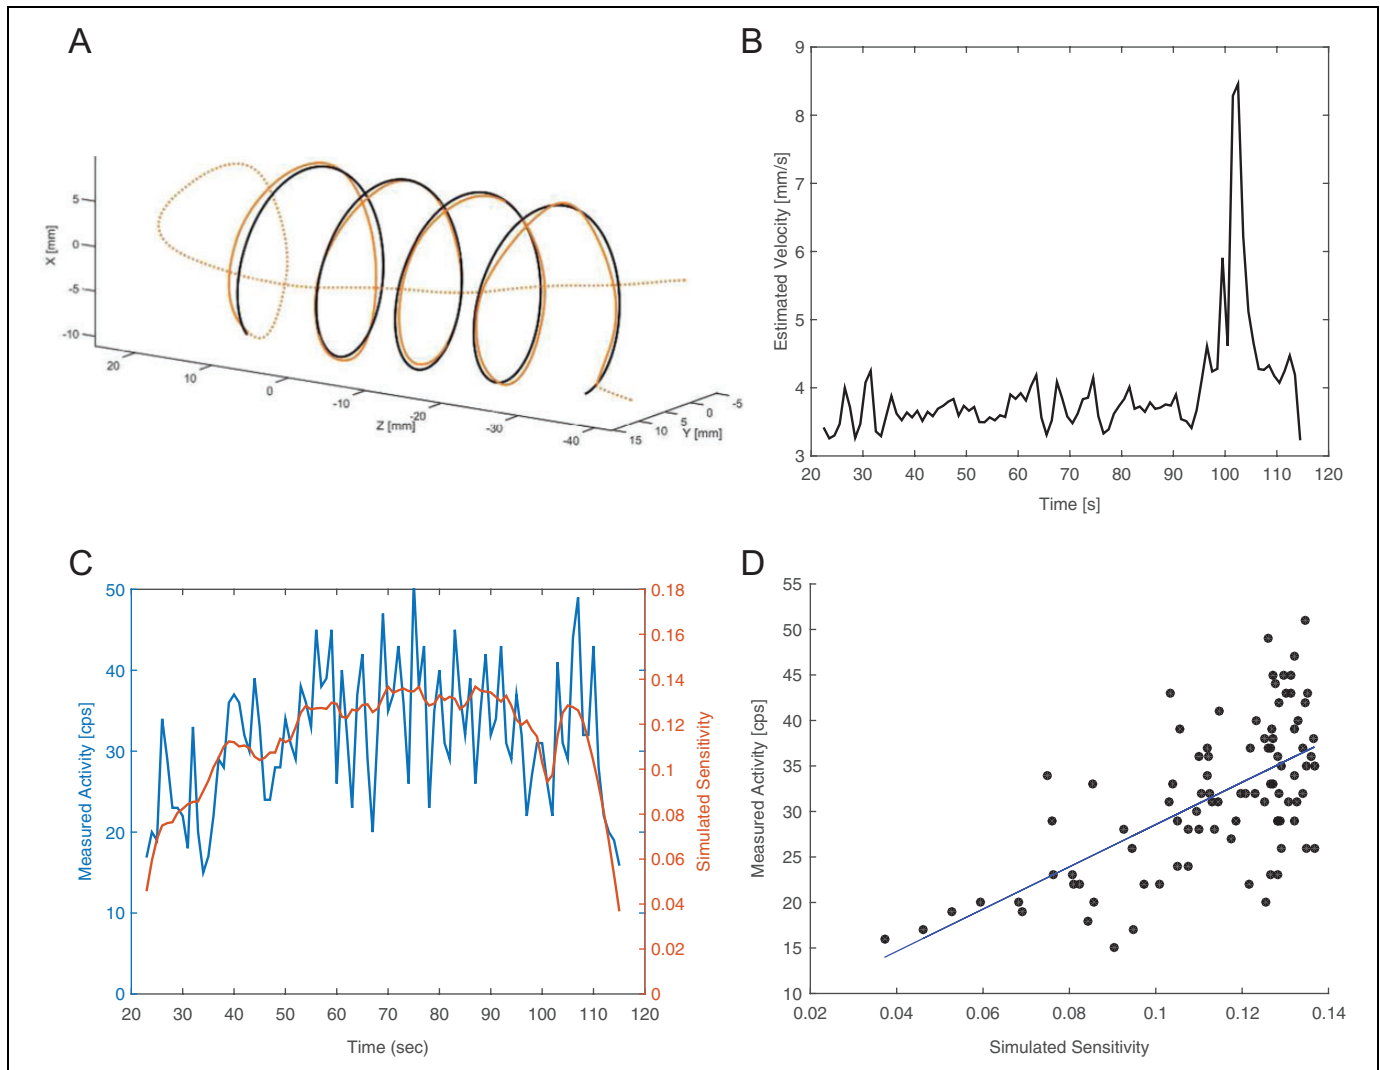 A
X [mm]
5
0
-5
-10
20
10
0
-10
-20
-30
-40
Z [mm]
15
10
5
0
-5
Y [mm]
B
Estimated Velocity [mm/s]
9
8
7
6
5
4
3
20 30 40 50 60 70 80 90 100 110 120
Time [s]
C
Measured Activity [cps]
50
40
30
20
10
0
0.18
0.16
0.14
0.12
0.1
0.08
0.06
0.04
0.02
0
Simulated Sensitivity
20 30 40 50 60 70 80 90 100 110 120
Time (sec)
D
Measured Activity [cps]
55
50
45
40
35
30
25
20
15
10
0.02 0.04 0.06 0.08 0.1 0.12 0.14
Simulated Sensitivity